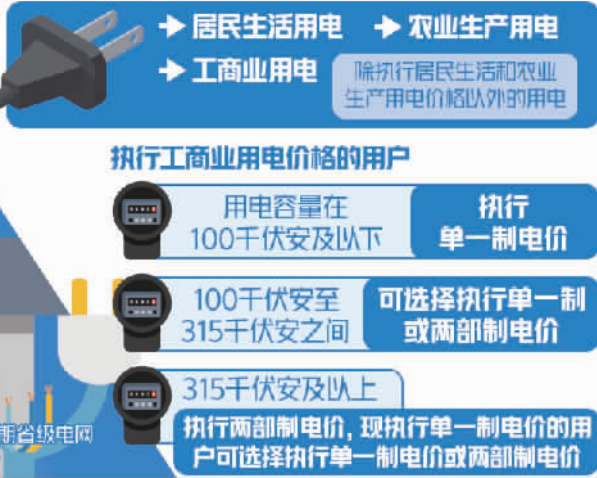 居民生活用电 农业生产用电
工商业用电
除执行居民生活和农业
生产用电价格以外的用电
执行工商业用电价格的用户
用电容量在
100千伏安及以下
执行
单一制电价
100千伏安至
315千伏安之间
可选择执行单一制
或两部制电价
315千伏安及以上
执行两部制电价，现执行单一制电价的用
户可选择执行单一制电价或两部制电价
期省级电网